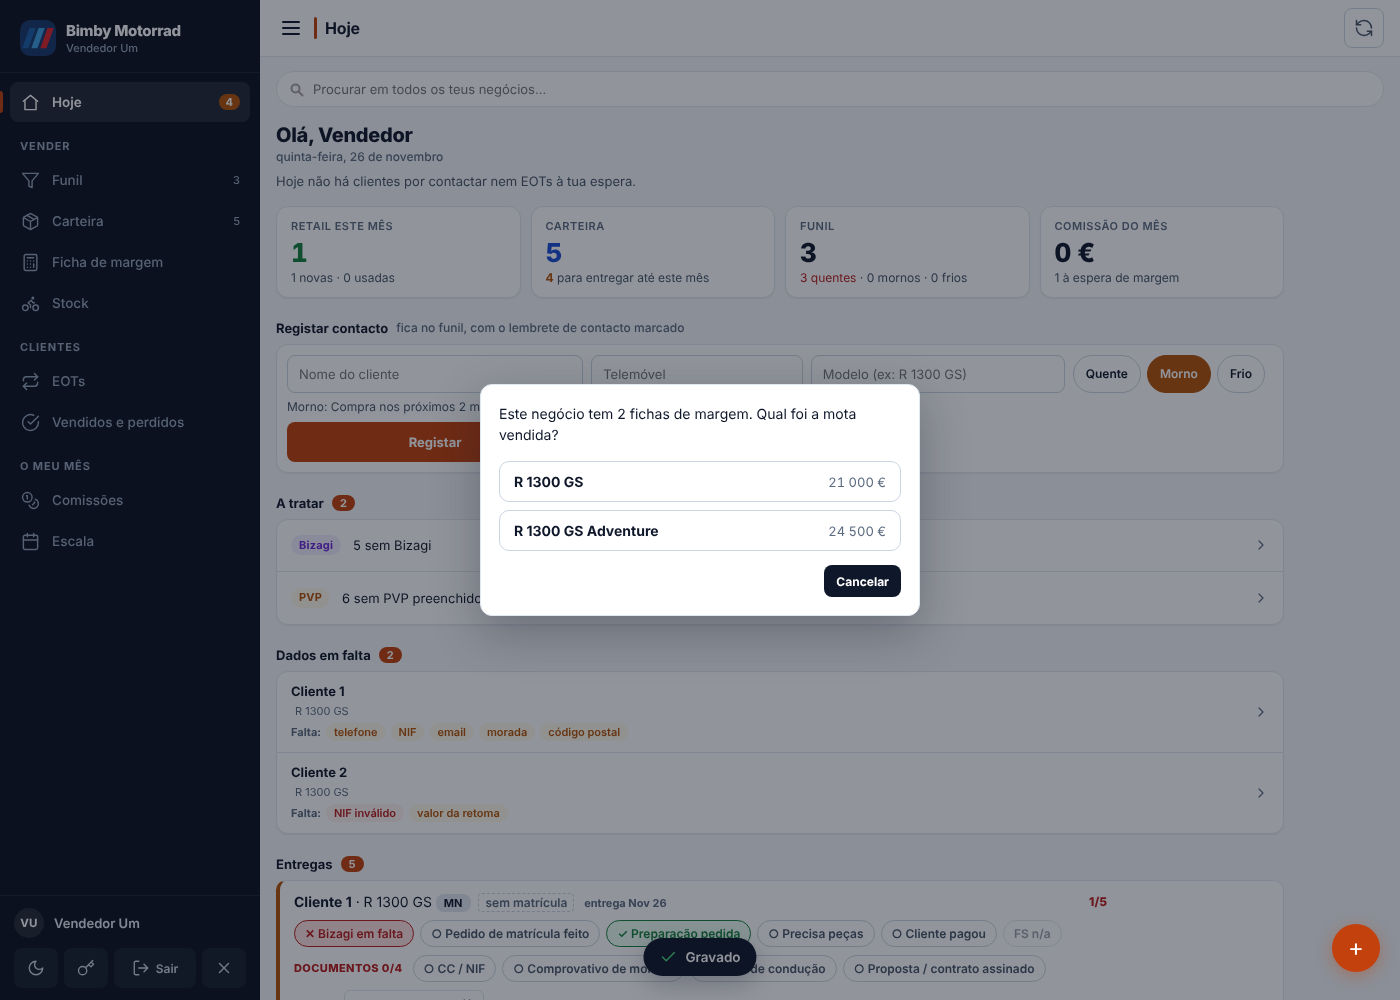 Bimby Motorrad
Vendedor Um
Hoje 4
VENDER
Funil 3
Carteira 5
Ficha de margem
Stock
CLIENTES
EOTs
Vendidos e perdidos
O MEU MÊS
Comissões
Escala
VU Vendedor Um
Sair
Hoje
Procurar em todos os teus negócios...
Olá, Vendedor
quinta-feira, 26 de novembro
Hoje não há clientes por contactar nem EOTs à tua espera.
RETAIL ESTE MÊS
1
1 novas · 0 usadas
CARTEIRA
5
4 para entregar até este mês
FUNIL
3
3 quentes · 0 mornos · 0 frios
COMISSÃO DO MÊS
0 €
1 à espera de margem
Registar contacto fica no funil, com o lembrete de contacto marcado
Nome do cliente Telemóvel Modelo (ex: R 1300 GS) Quente Morno Frio
Morno: Compra nos próximos 2 m
Registar
Este negócio tem 2 fichas de margem. Qual foi a mota
vendida?
R 1300 GS 21 000 €
R 1300 GS Adventure 24 500 €
Cancelar
A tratar 2
Bizagi 5 sem Bizagi
PVP 6 sem PVP preenchido
Dados em falta 2
Cliente 1
R 1300 GS
Falta: telefone NIF email morada código postal
Cliente 2
R 1300 GS
Falta: NIF inválido valor da retoma
Entregas 5
Cliente 1 · R 1300 GS MN sem matrícula entrega Nov 26 1/5
✕ Bizagi em falta ○ Pedido de matrícula feito ✓ Preparação pedida ○ Precisa peças ○ Cliente pagou FS n/a
DOCUMENTOS 0/4 ○ CC / NIF ○ Comprovativo de mo de condução ○ Proposta / contrato assinado
✓ Gravado
+